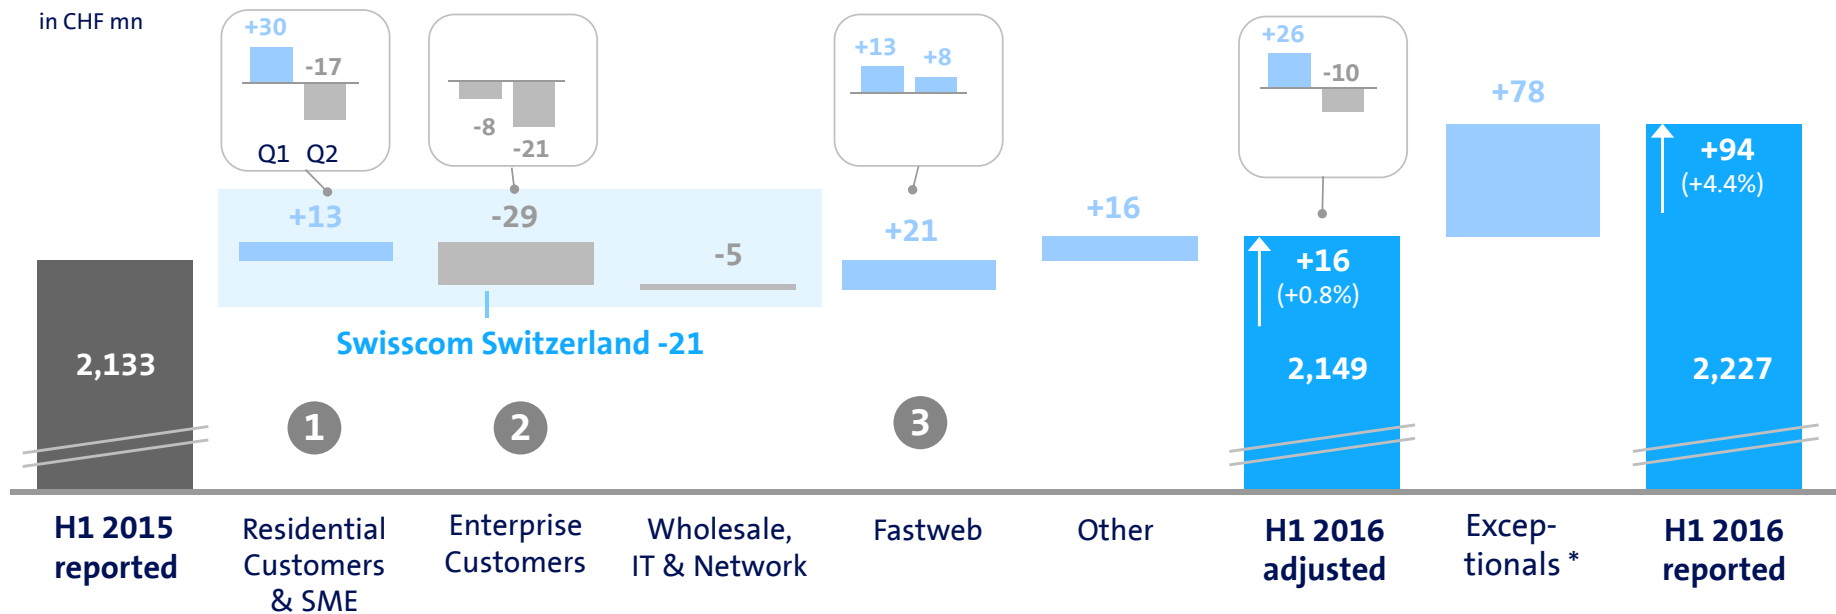 in CHF mn
+30
-17
Q1 Q2
-8
-21
+13
+8
+26
-10
+13
-29
-5
+21
+16
+16
(+0.8%)
+78
+94
(+4.4%)
Swisscom Switzerland -21
2,133
2,149
2,227
1
2
3
H1 2015
reported
Residential
Customers
& SME
Enterprise
Customers
Wholesale,
IT & Network
Fastweb
Other
H1 2016
adjusted
Excep-
tionals *
H1 2016
reported